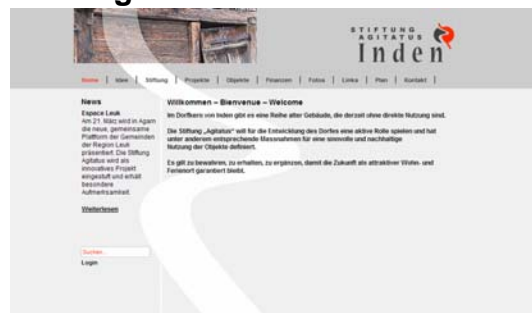 STIFTUNG
AGITATUS
Inden
Home | Idee | Stiftung | Projekte | Objekte | Finanzen | Fotos | Links | Plan | Kontakt |
News
Espace Leuk
Am 21. März wird in Agarn
die neue, gemeinsame
Plattform der Gemeinden
der Region Leuk
präsentiert. Die Stiftung
Agitatus wird als
innovatives Projekt
eingestuft und erhält
besondere
Aufmerksamkeit.
Weiterlesen
Suchen...
Login
Willkommen – Bienvenue – Welcome
Im Dorfkern von Inden gibt es eine Reihe alter Gebäude, die derzeit ohne direkte Nutzung sind.
Die Stiftung „Agitatus" will für die Entwicklung des Dorfes eine aktive Rolle spielen und hat
unter anderem entsprechende Massnahmen für eine sinnvolle und nachhaltige
Nutzung der Objekte definiert.
Es gilt zu bewahren, zu erhalten, zu ergänzen, damit die Zukunft als attraktiver Wohn- und
Ferienort garantiert bleibt.